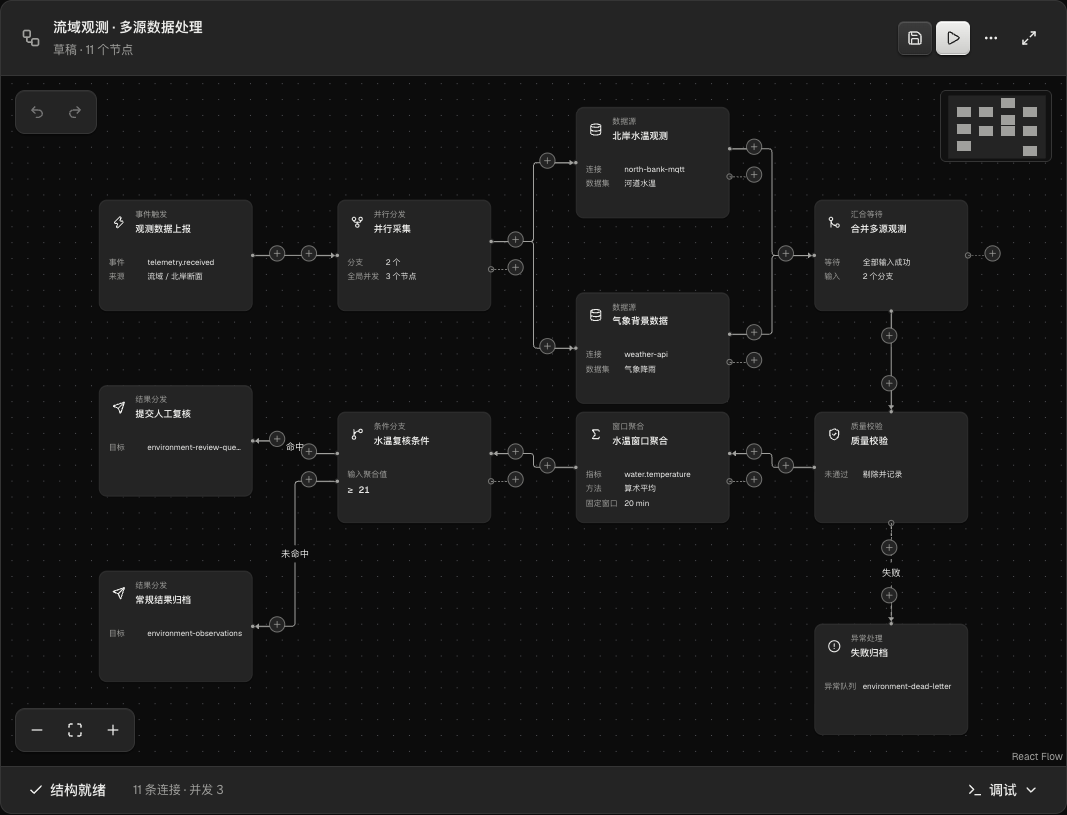 流域观测 · 多源数据处理
草稿 · 11 个节点
数据源
北岸水温观测
连接 north-bank-mqtt
数据集 河道水温
事件触发
观测数据上报
事件 telemetry.received
来源 流域 / 北岸断面
并行分发
并行采集
分支 2 个
全局并发 3 个节点
汇合等待
合并多源观测
等待 全部输入成功
输入 2 个分支
数据源
气象背景数据
连接 weather-api
数据集 气象降雨
结果分发
提交人工复核
目标 environment-review-que...
命中
条件分支
水温复核条件
输入聚合值
≥ 21
窗口聚合
水温窗口聚合
指标 water.temperature
方法 算术平均
固定窗口 20 min
质量校验
质量校验
未通过 剔除并记录
未命中
失败
结果分发
常规结果归档
目标 environment-observations
异常处理
失败归档
异常队列 environment-dead-letter
React Flow
结构就绪
11 条连接 · 并发 3
调试